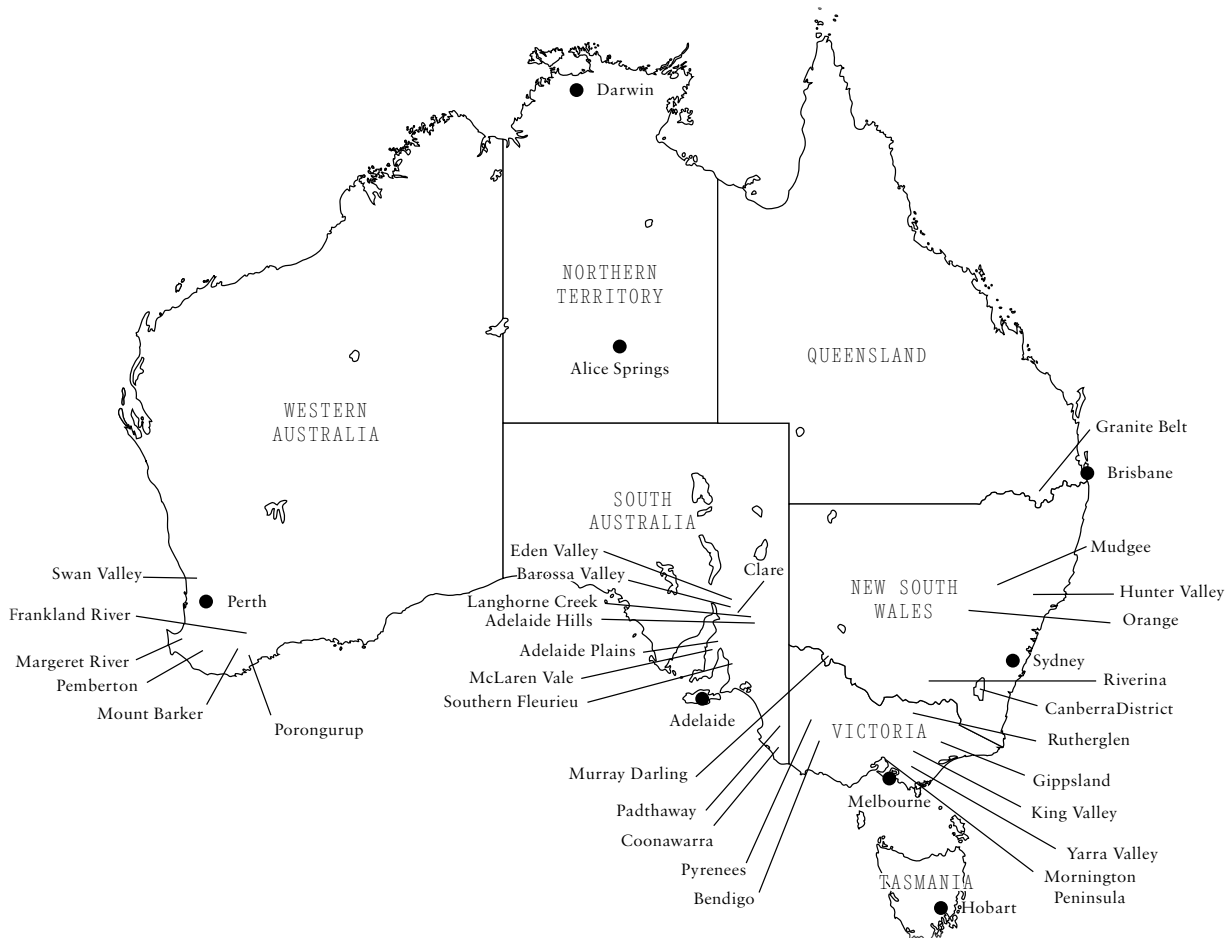 Darwin
NORTHERN
TERRITORY
Alice Springs
QUEENSLAND
WESTERN
AUSTRALIA
Granite Belt
Brisbane
SOUTH
AUSTRALIA
Eden Valley
Mudgee
Swan Valley
Barossa Valley
Clare
NEW SOUTH
WALES
Hunter Valley
Perth
Langhorne Creek
Frankland River
Adelaide Hills
Orange
Adelaide Plains
Margeret River
Sydney
McLaren Vale
Riverina
Pemberton
Southern Fleurieu
CanberraDistrict
Mount Barker
Adelaide
Porongurup
VICTORIA
Rutherglen
Murray Darling
Gippsland
Melbourne
Padthaway
King Valley
Coonawarra
Yarra Valley
Pyrenees
Mornington
Peninsula
TASMANIA
Bendigo
Hobart